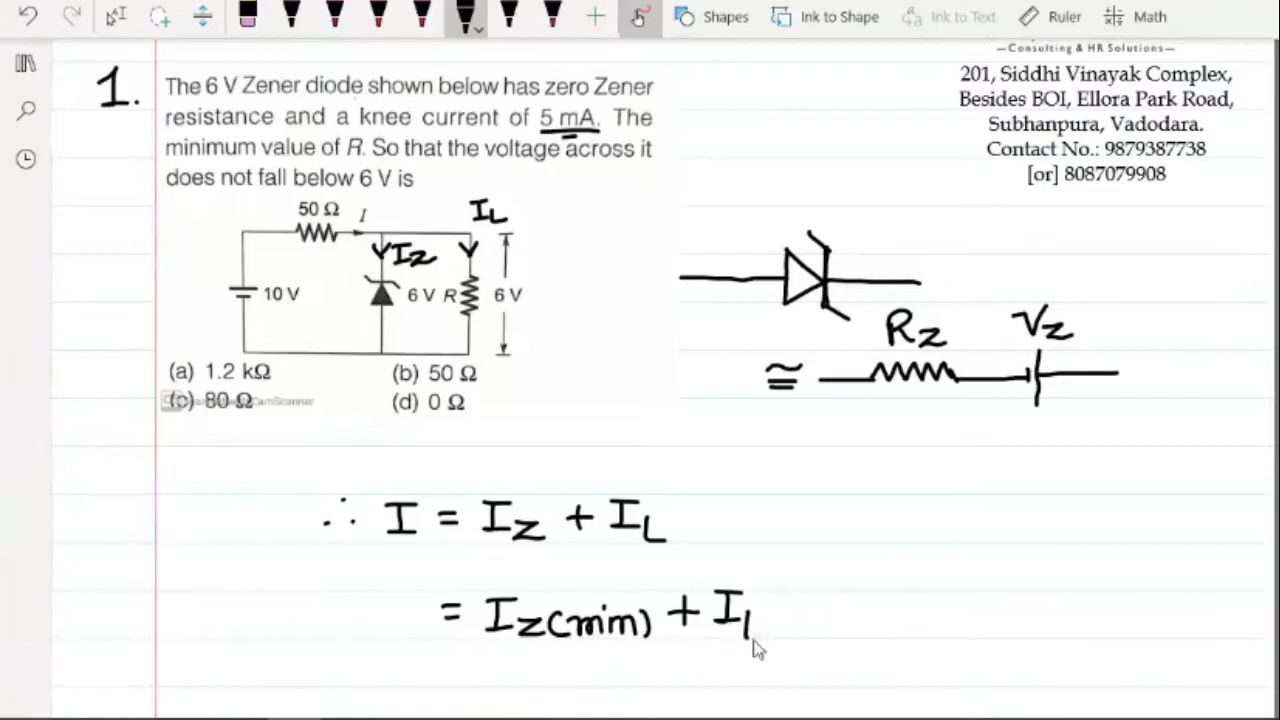 Shapes Ink to Shape Ink to Text Ruler Math
—Consulting & HR Solutions—
201, Siddhi Vinayak Complex,
Besides BOI, Ellora Park Road,
Subhanpura, Vadodara.
Contact No.: 9879387738
[or] 8087079908
1.
The 6 V Zener diode shown below has zero Zener
resistance and a knee current of 5 mA. The
minimum value of R. So that the voltage across it
does not fall below 6 V is
50 Ω I IL
IZ
10 V 6 V R 6 V
(a) 1.2 kΩ (b) 50 Ω
(c) 80 Ω (d) 0 Ω
CamScanner
RZ VZ
≅
∴ I = IZ + IL
= IZ(min) + I